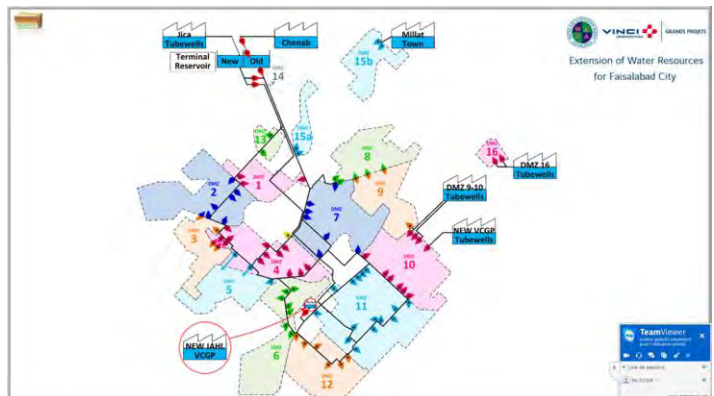 Jica
Tubewells
Chenab
Terminal
Reservoir
New
Old
14
Millat
Town
DMZ
15b
VINCI
GRANDS PROJETS
Extension of Water Resources
for Faisalabad City
DMZ
13
DMZ
15a
DMZ
8
DMZ
16
DMZ 16
Tubewells
DMZ
1
DMZ
2
DMZ
9
DMZ 9-10
Tubewells
DMZ
7
NEW VCGP
Tubewells
DMZ
3
DMZ
4
DMZ
10
DMZ
5
DMZ
11
NEW JAHL
VCGP
DMZ
6
DMZ
12
TeamViewer